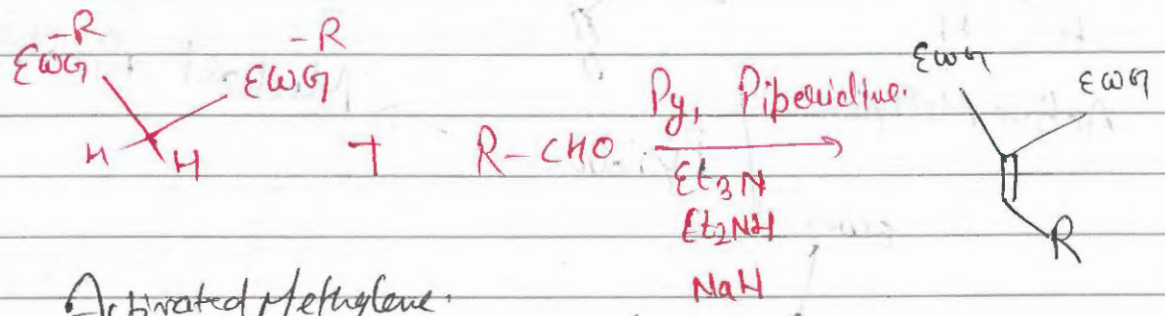 -R -R
EWG EWG EWG EWG
Py, Piperidine.
H H + R-CHO
Et3N
Et2NH
R
NaH
Activated Methylene.